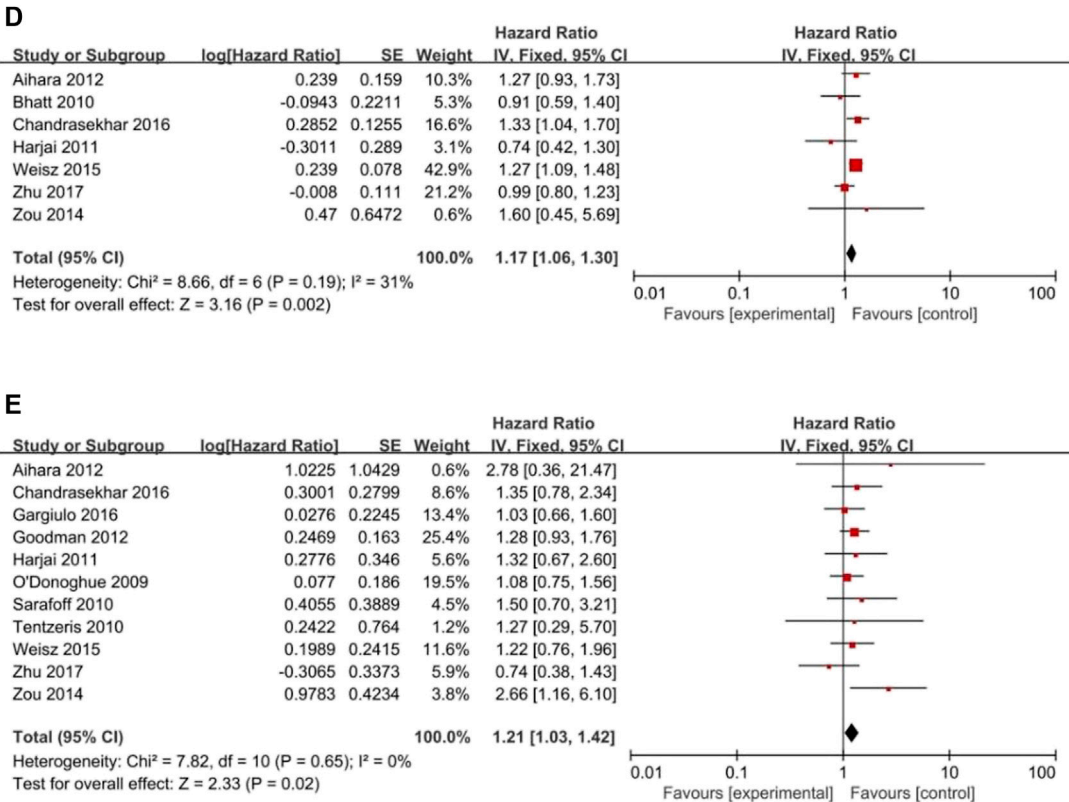 D
Hazard Ratio Hazard Ratio
Study or Subgroup log[Hazard Ratio] SE Weight IV, Fixed, 95% CI IV, Fixed, 95% CI
Aihara 2012 0.239 0.159 10.3% 1.27 [0.93, 1.73]
Bhatt 2010 -0.0943 0.2211 5.3% 0.91 [0.59, 1.40]
Chandrasekhar 2016 0.2852 0.1255 16.6% 1.33 [1.04, 1.70]
Harjai 2011 -0.3011 0.289 3.1% 0.74 [0.42, 1.30]
Weisz 2015 0.239 0.078 42.9% 1.27 [1.09, 1.48]
Zhu 2017 -0.008 0.111 21.2% 0.99 [0.80, 1.23]
Zou 2014 0.47 0.6472 0.6% 1.60 [0.45, 5.69]
Total (95% CI) 100.0% 1.17 [1.06, 1.30]
Heterogeneity: Chi² = 8.66, df = 6 (P = 0.19); I² = 31%
Test for overall effect: Z = 3.16 (P = 0.002)
0.01 0.1 1 10 100
Favours [experimental] Favours [control]
E
Hazard Ratio Hazard Ratio
Study or Subgroup log[Hazard Ratio] SE Weight IV, Fixed, 95% CI IV, Fixed, 95% CI
Aihara 2012 1.0225 1.0429 0.6% 2.78 [0.36, 21.47]
Chandrasekhar 2016 0.3001 0.2799 8.6% 1.35 [0.78, 2.34]
Gargiulo 2016 0.0276 0.2245 13.4% 1.03 [0.66, 1.60]
Goodman 2012 0.2469 0.163 25.4% 1.28 [0.93, 1.76]
Harjai 2011 0.2776 0.346 5.6% 1.32 [0.67, 2.60]
O'Donoghue 2009 0.077 0.186 19.5% 1.08 [0.75, 1.56]
Sarafoff 2010 0.4055 0.3889 4.5% 1.50 [0.70, 3.21]
Tentzeris 2010 0.2422 0.764 1.2% 1.27 [0.29, 5.70]
Weisz 2015 0.1989 0.2415 11.6% 1.22 [0.76, 1.96]
Zhu 2017 -0.3065 0.3373 5.9% 0.74 [0.38, 1.43]
Zou 2014 0.9783 0.4234 3.8% 2.66 [1.16, 6.10]
Total (95% CI) 100.0% 1.21 [1.03, 1.42]
Heterogeneity: Chi² = 7.82, df = 10 (P = 0.65); I² = 0%
Test for overall effect: Z = 2.33 (P = 0.02)
0.01 0.1 1 10 100
Favours [experimental] Favours [control]